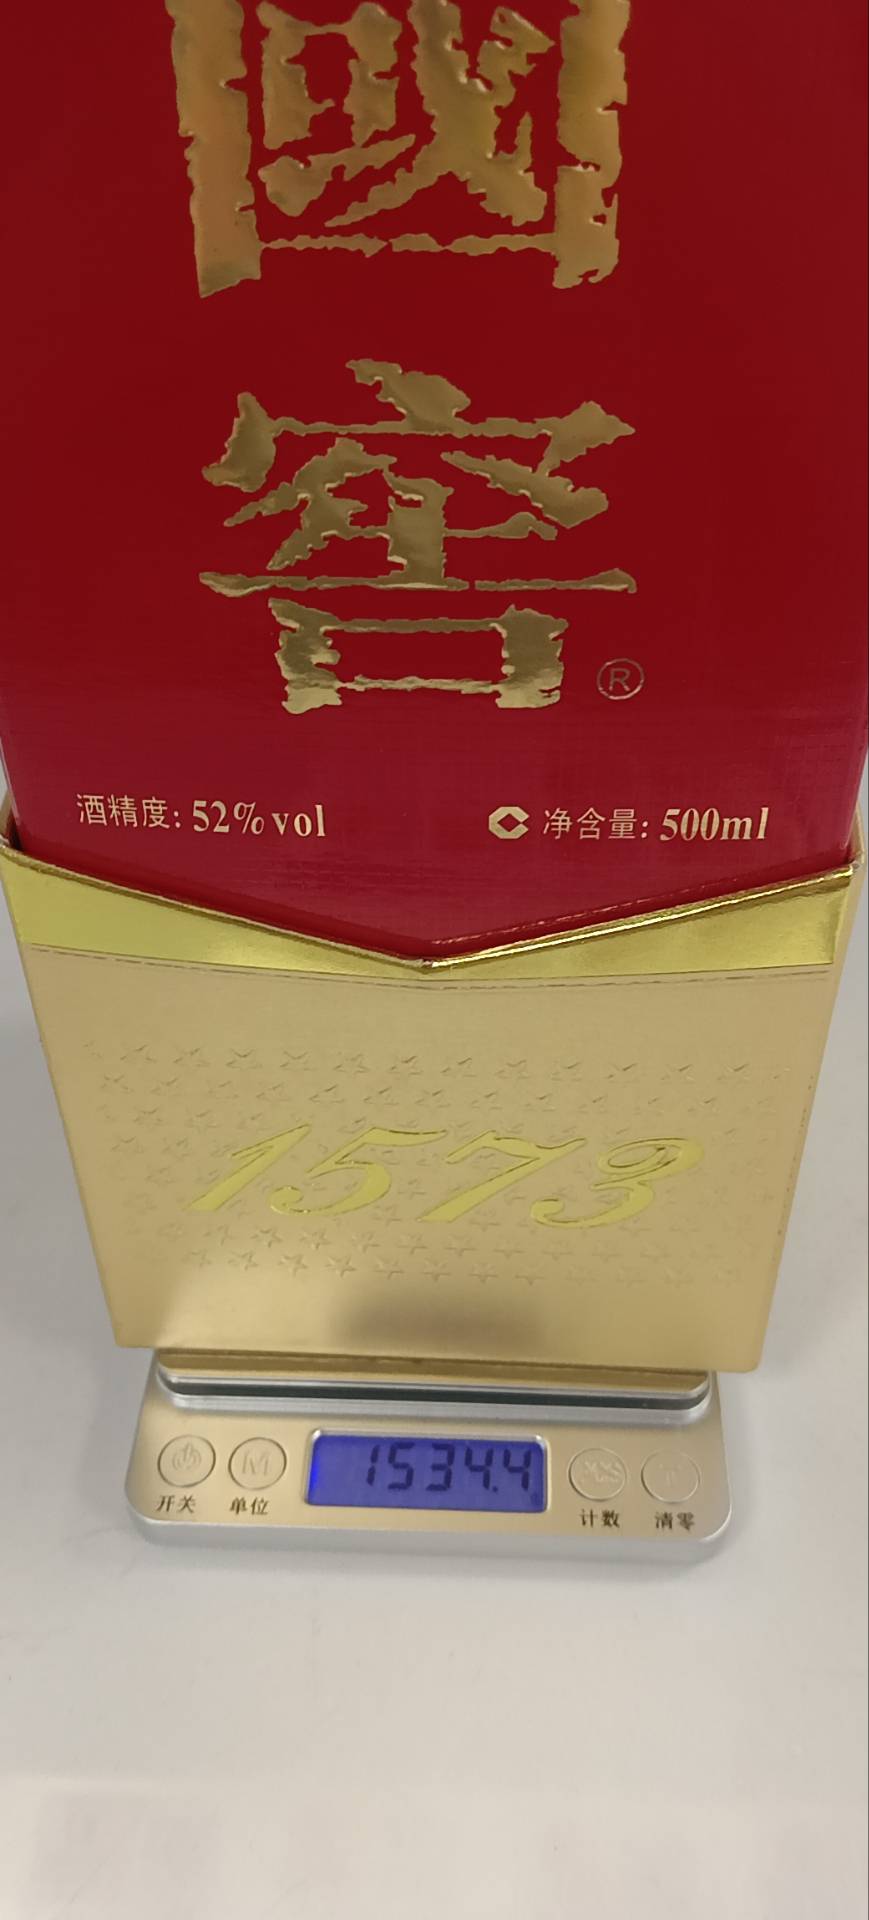 國
窖
®
酒精度: 52%vol
净含量: 500ml
1573
1534.4
开关
单位
M
计数
清零